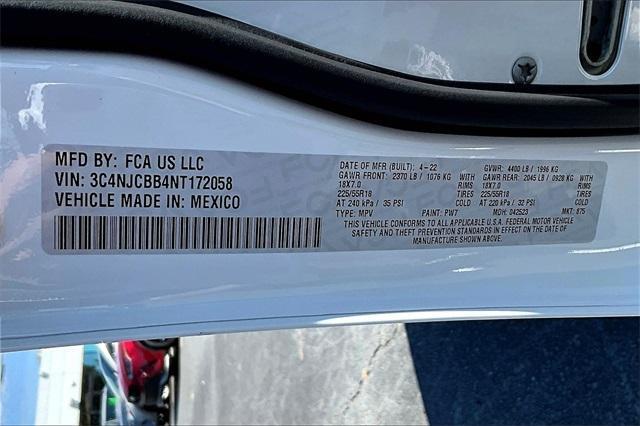 MFD BY: FCA US LLC
VIN: 3C4NJCBB4NT172058
VEHICLE MADE IN: MEXICO
DATE OF MFR (BUILT): 4-22 GVWR: 4400 LB / 1996 KG
GAWR FRONT: 2370 LB / 1076 KG WITH GAWR REAR: 2045 LB / 0928 KG WITH
18X7.0 RIMS 18X7.0 RIMS
225/55R18 TIRES 225/55R18 TIRES
AT 240 kPa / 35 PSI COLD AT 220 kPa / 32 PSI COLD
TYPE: MPV PAINT: PW7 MDH: 042523 MKT: 875
THIS VEHICLE CONFORMS TO ALL APPLICABLE U.S.A. FEDERAL MOTOR VEHICLE
SAFETY AND THEFT PREVENTION STANDARDS IN EFFECT ON THE DATE OF
MANUFACTURE SHOWN ABOVE.